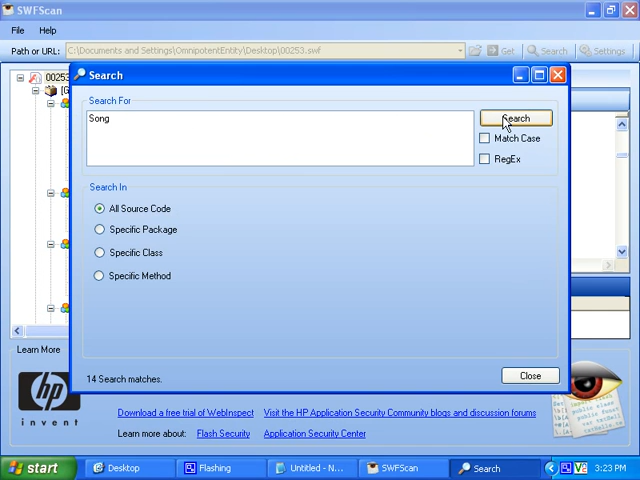 SWFScan
File Help
Path or URL: C:\Documents and Settings\OmnipotentEntity\Desktop\00253.swf Get Search Settings
00253
Search
Search For
Song
Search
Match Case
RegEx
Search In
All Source Code
Specific Package
Specific Class
Specific Method
14 Search matches.
Close
Learn More
hp
invent
Download a free trial of WebInspect Visit the HP Application Security Community blogs and discussion forums
Learn more about: Flash Security Application Security Center
start Desktop Flashing Untitled - N... SWFScan Search 3:23 PM